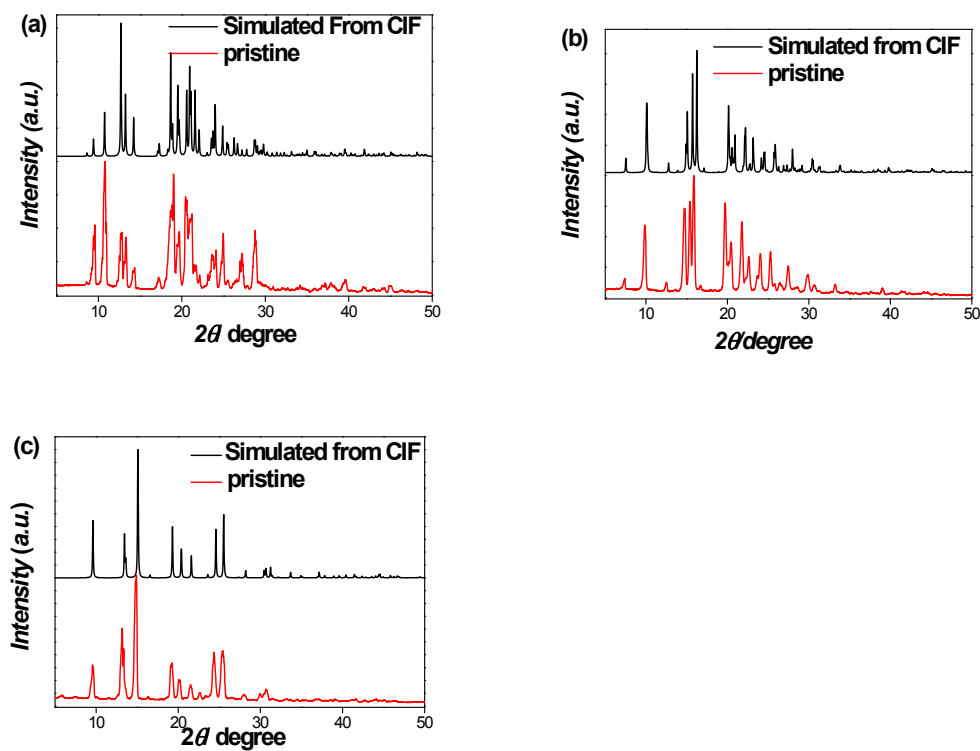 (a)
Simulated From CIF
pristine
Intensity (a.u.)
10 20 30 40 50
2θ/ degree
(b)
Simulated from CIF
pristine
Intensity (a.u.)
10 20 30 40 50
2θ/degree
(c)
Simulated from CIF
pristine
Intensity (a.u.)
10 20 30 40 50
2θ/ degree